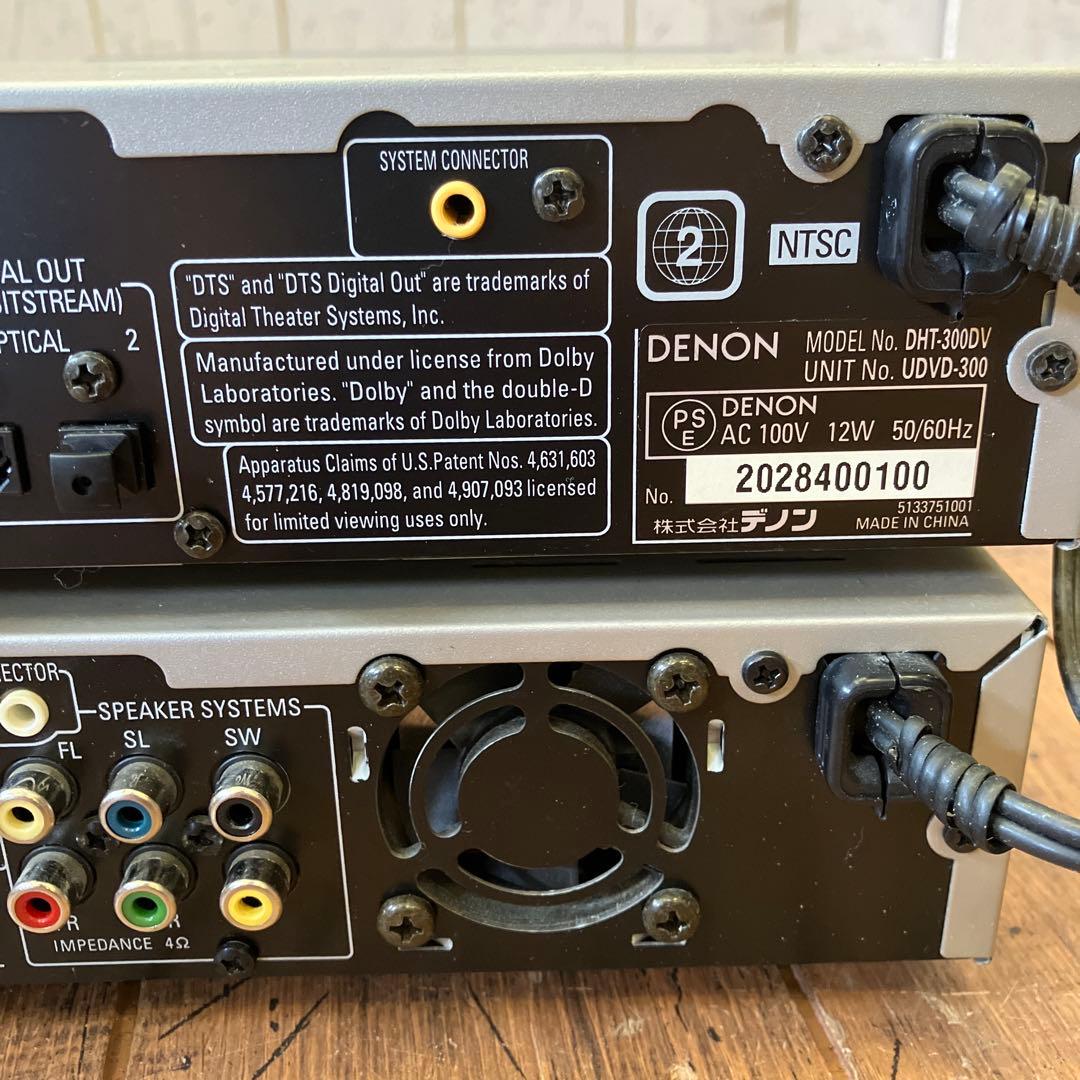 SYSTEM CONNECTOR
2
NTSC
AL OUT
BITSTREAM)
PTICAL 2
"DTS" and "DTS Digital Out" are trademarks of
Digital Theater Systems, Inc.
Manufactured under license from Dolby
Laboratories. "Dolby" and the double-D
symbol are trademarks of Dolby Laboratories.
Apparatus Claims of U.S.Patent Nos. 4,631,603
4,577,216, 4,819,098, and 4,907,093 licensed
for limited viewing uses only.
DENON MODEL No. DHT-300DV
UNIT No. UDVD-300
PS
E
DENON
AC 100V 12W 50/60Hz
No. 2028400100
5133751001
株式会社デノン MADE IN CHINA
ECTOR
SPEAKER SYSTEMS
FL SL SW
R
IMPEDANCE 4Ω